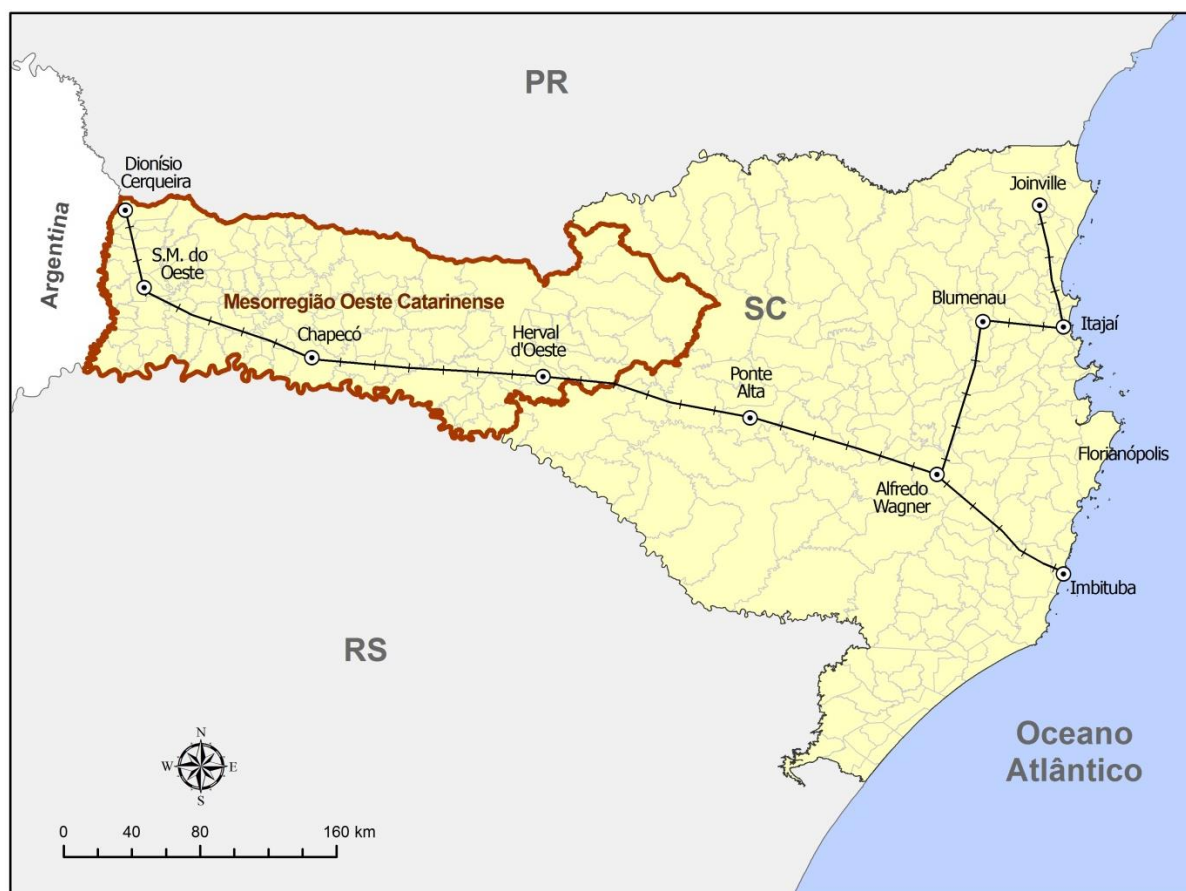 PR
Dionísio
Cerqueira
Joinville
Argentina
S.M. do
Oeste
Mesorregião Oeste Catarinense
SC
Blumenau
Itajaí
Chapecó
Herval
d'Oeste
Ponte
Alta
Florianópolis
Alfredo
Wagner
Imbituba
RS
Oceano
Atlântico
N
W
E
S
0 40 80 160 km